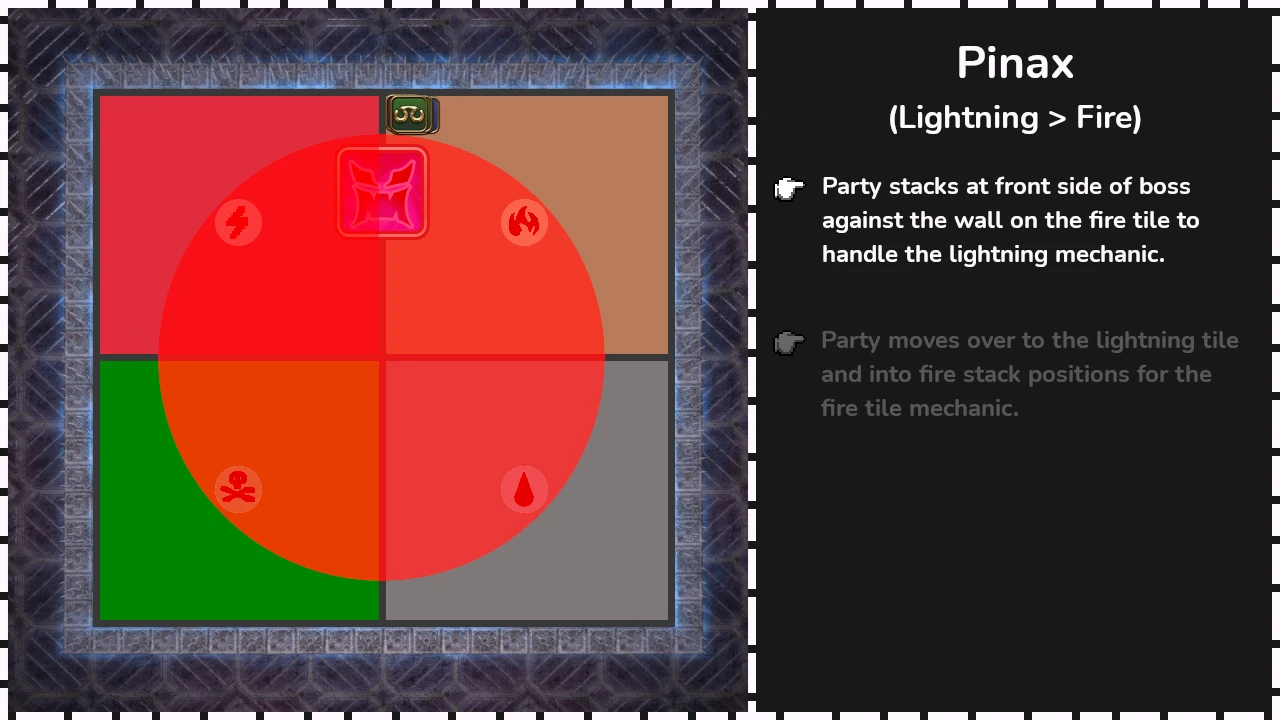 Pinax
(Lightning > Fire)
Party stacks at front side of boss
against the wall on the fire tile to
handle the lightning mechanic.
Party moves over to the lightning tile
and into fire stack positions for the
fire tile mechanic.